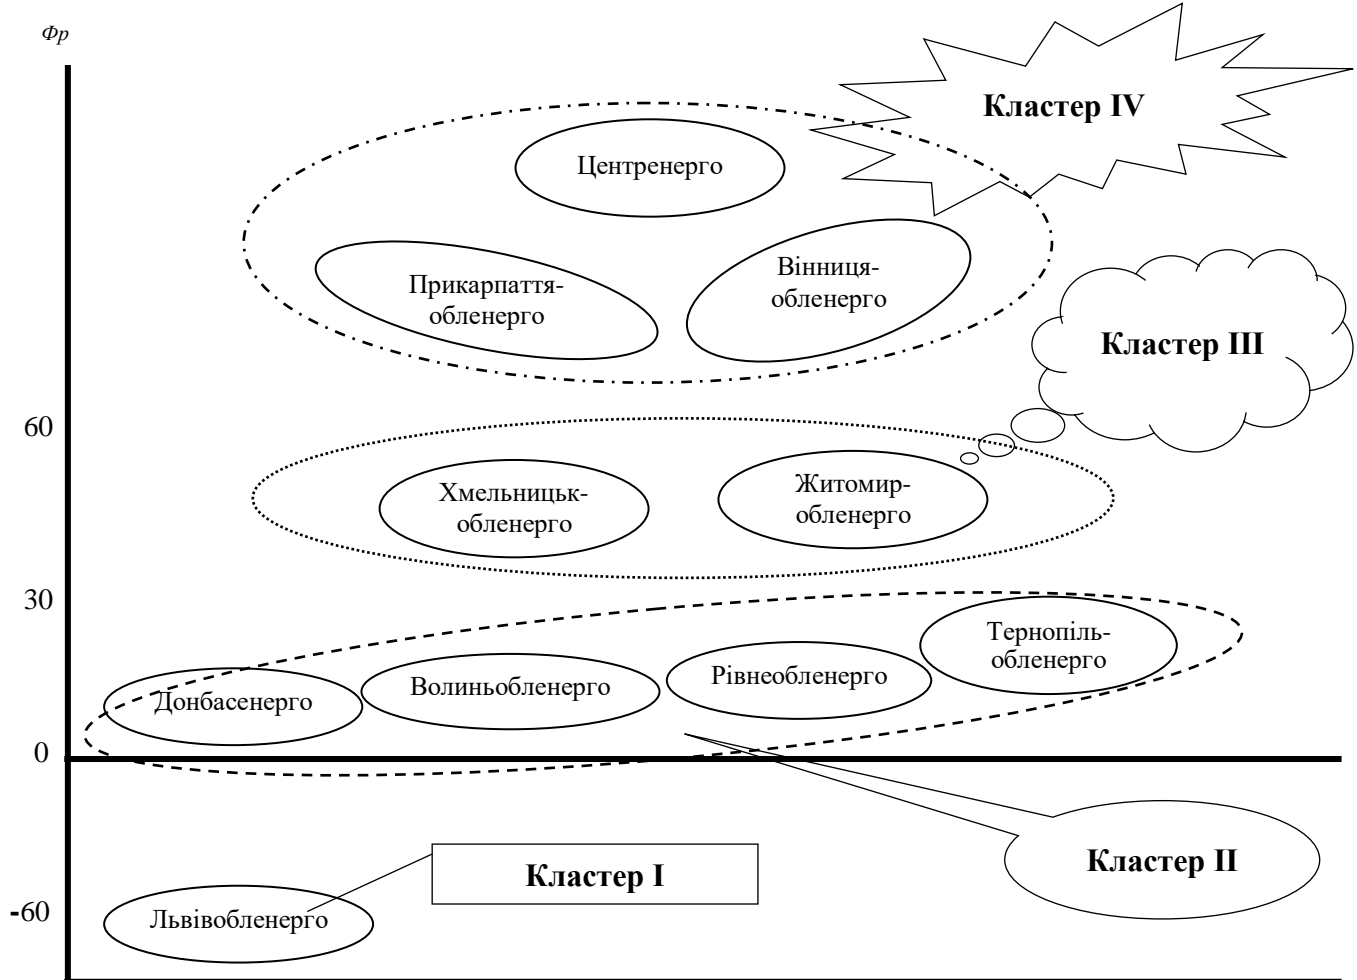 Фр
Кластер IV
Центренерго
Вінниця-
обленерго
Прикарпаття-
обленерго
Кластер III
60
Хмельницьк-
обленерго
Житомир-
обленерго
30
Тернопіль-
обленерго
Рівнеобленерго
Волиньобленерго
Донбасенерго
0
Кластер II
Кластер I
-60
Львівобленерго